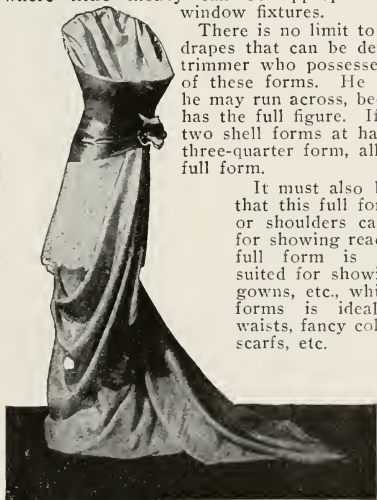 window fixtures.
There is no limit to
drapes that can be de
trimmer who possesse
of these forms. He
he may run across, be
has the full figure. If
two shell forms at ha
three-quarter form, all
full form.
It must also b
that this full for
or shoulders ca
for showing read
full form is
suited for showi
gowns, etc., whi
forms is ideal
waists, fancy col
scarfs, etc.